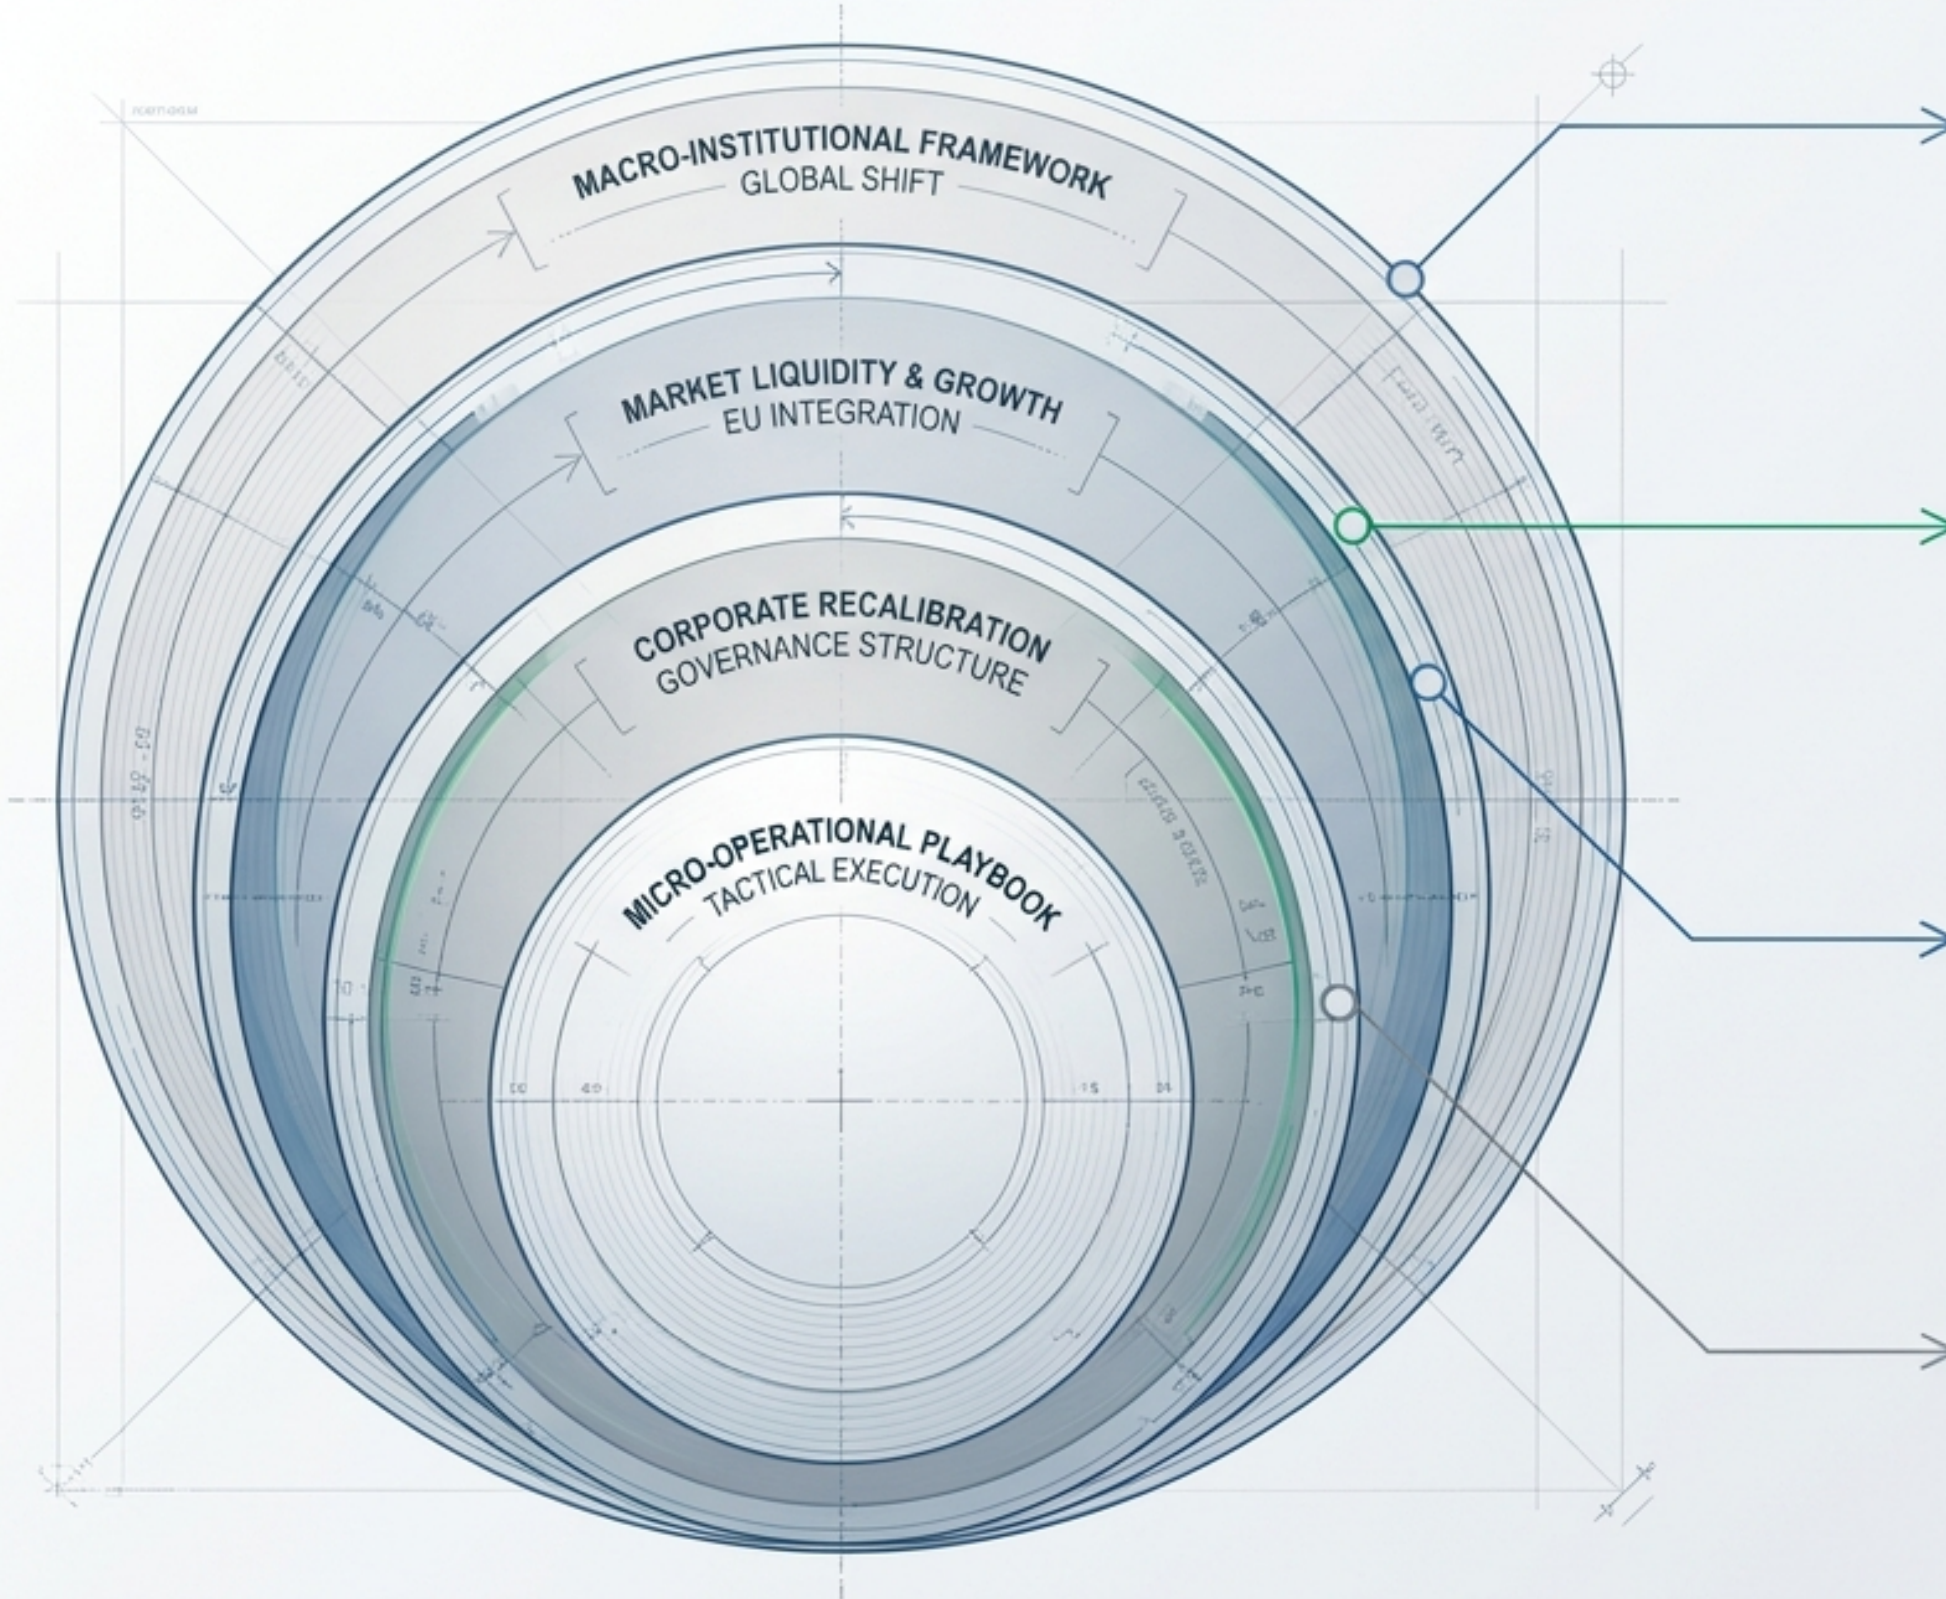 MACRO-INSTITUTIONAL FRAMEWORK
GLOBAL SHIFT
MARKET LIQUIDITY & GROWTH
EU INTEGRATION
CORPORATE RECALIBRATION
GOVERNANCE STRUCTURE
MICRO-OPERATIONAL PLAYBOOK
TACTICAL EXECUTION